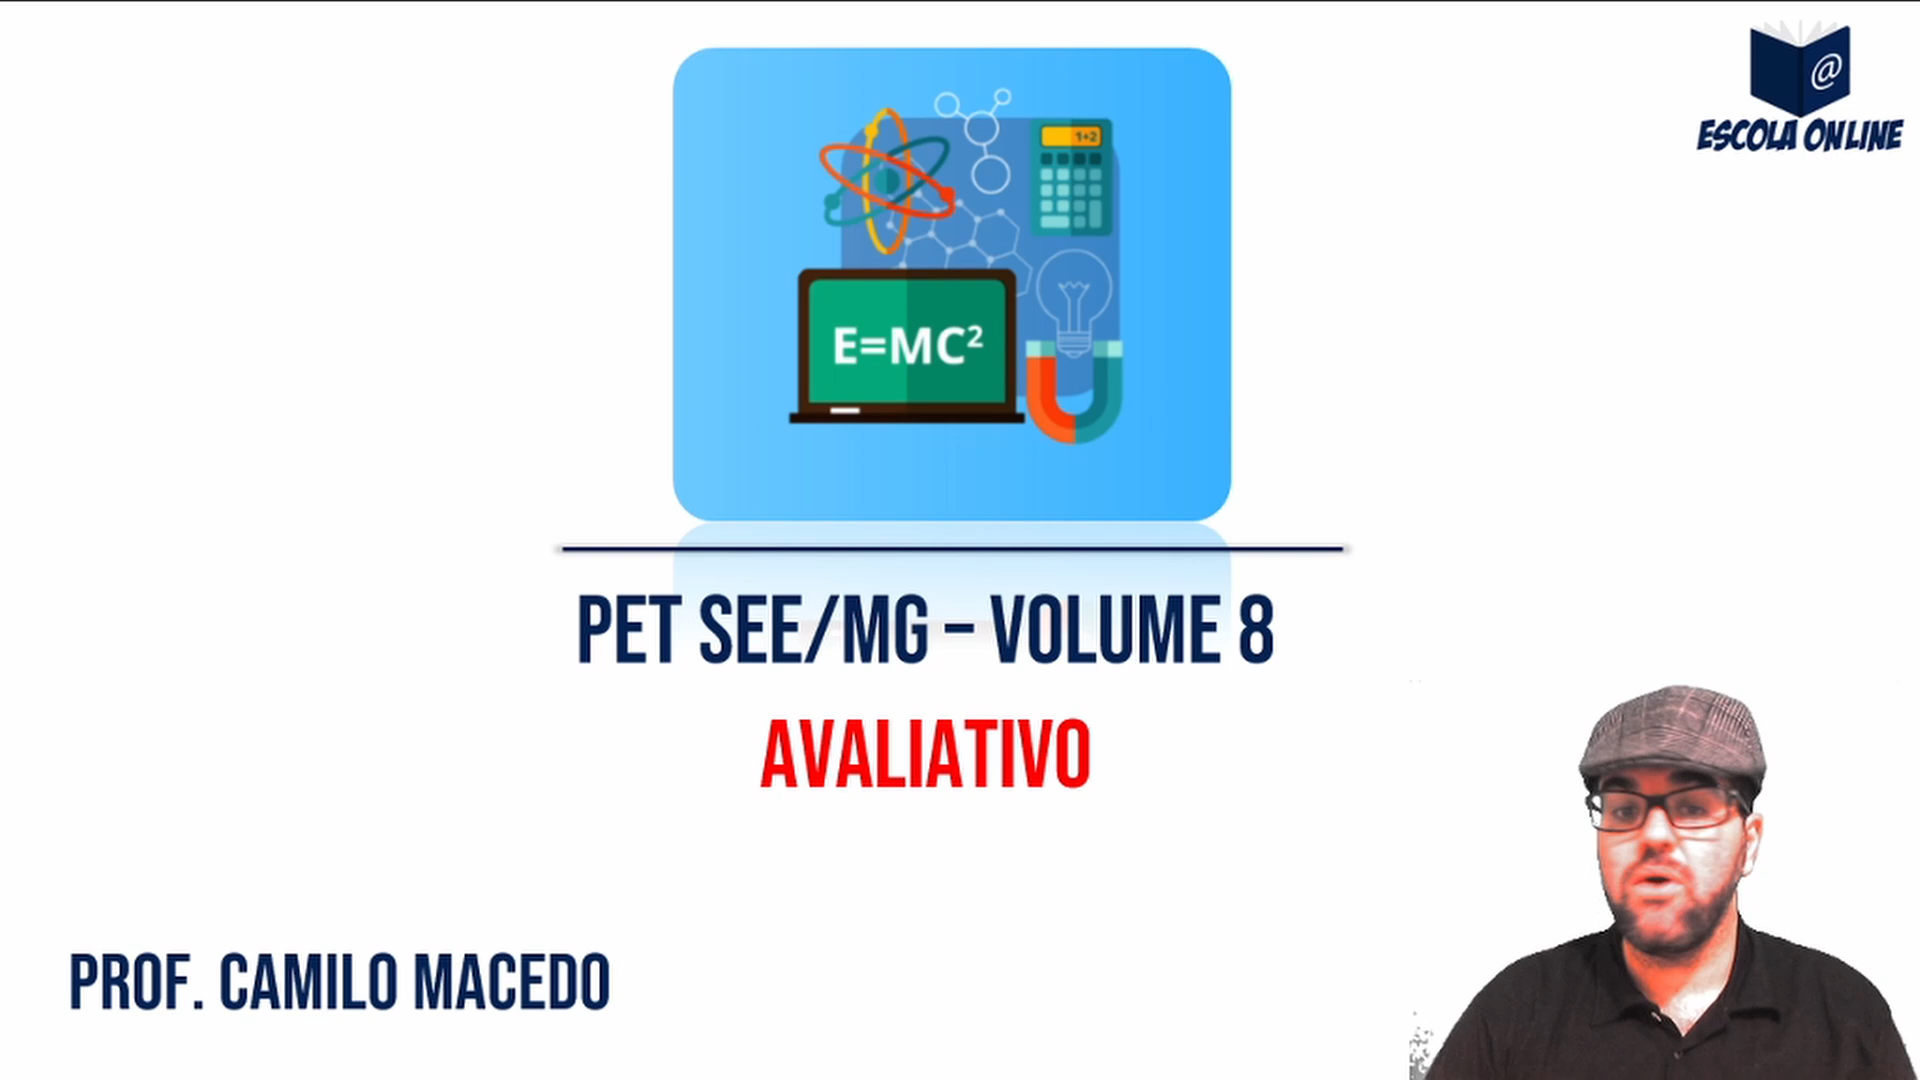 @
ESCOLA ONLINE
1+2
E=MC²
PET SEE/MG – VOLUME 8
AVALIATIVO
PROF. CAMILO MACEDO